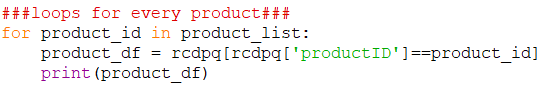 ###loops for every product###
for product_id in product_list:
    product_df = rcdpq[rcdpq['productID']==product_id]
    print(product_df)